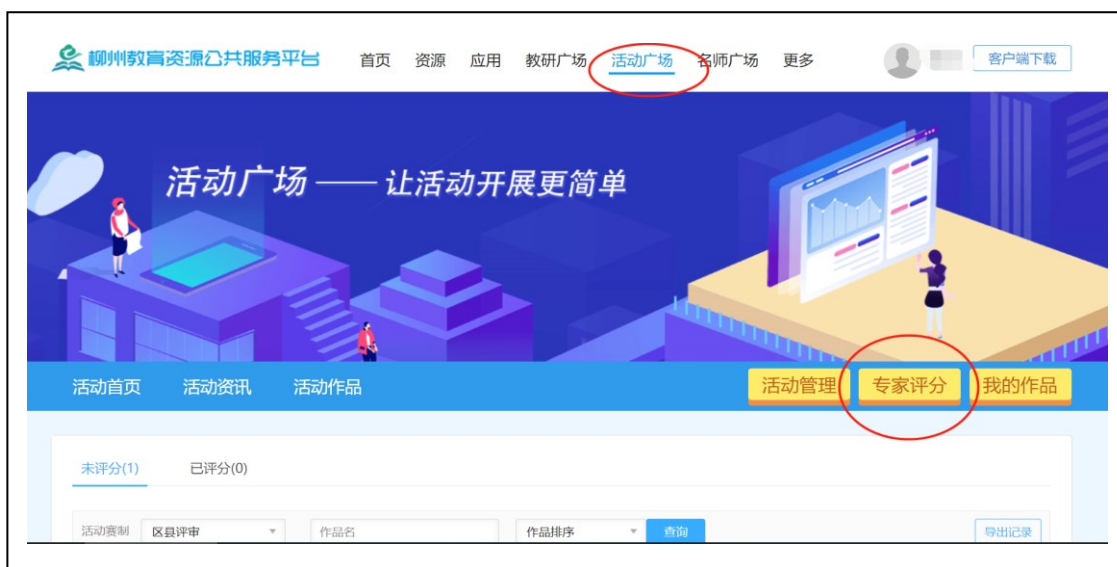 柳州教育资源公共服务平台 首页 资源 应用 教研广场 活动广场 名师广场 更多 客户端下载
活动广场 —— 让活动开展更简单
活动首页 活动资讯 活动作品 活动管理 专家评分 我的作品
未评分(1) 已评分(0)
活动赛制 区县评审 作品名 作品排序 查询 导出记录